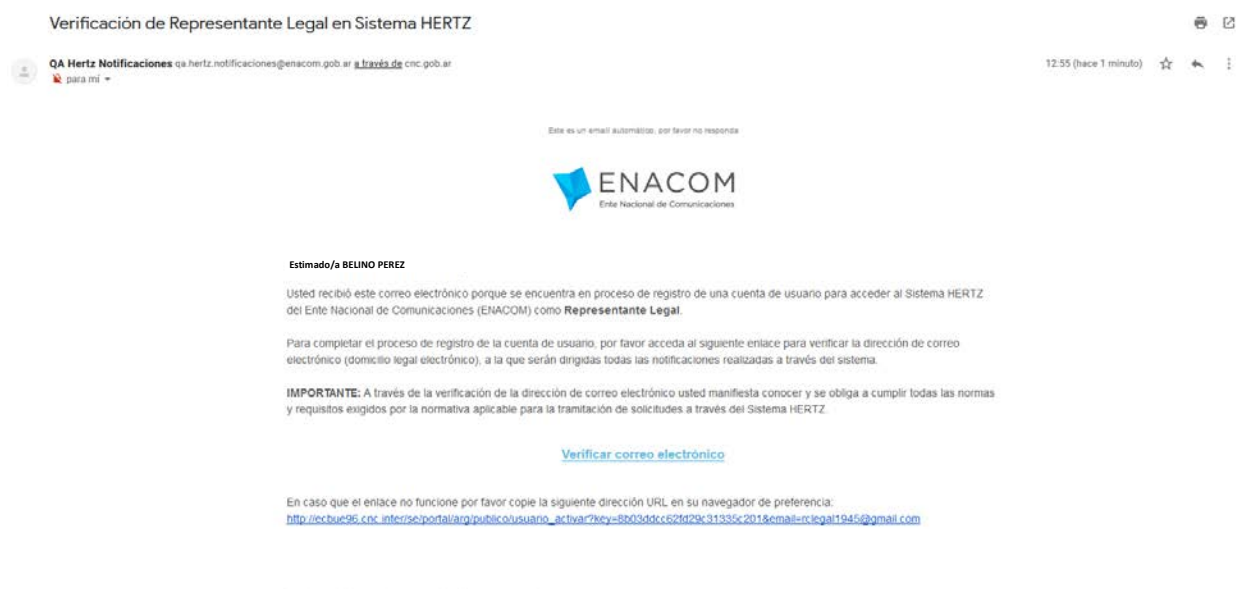 Verificación de Representante Legal en Sistema HERTZ
QA Hertz Notificaciones qa.hertz.notificaciones@enacom.gob.ar a través de cnc.gob.ar
12:55 (hace 1 minuto)
para mí
Este es un email automático, por favor no responda
ENACOM
Ente Nacional de Comunicaciones
Estimado/a BELINO PEREZ
Usted recibió este correo electrónico porque se encuentra en proceso de registro de una cuenta de usuario para acceder al Sistema HERTZ
del Ente Nacional de Comunicaciones (ENACOM) como Representante Legal.
Para completar el proceso de registro de la cuenta de usuario, por favor acceda al siguiente enlace para verificar la dirección de correo
electrónico (domicilio legal electrónico), a la que serán dirigidas todas las notificaciones realizadas a través del sistema.
IMPORTANTE: A través de la verificación de la dirección de correo electrónico usted manifiesta conocer y se obliga a cumplir todas las normas
y requisitos exigidos por la normativa aplicable para la tramitación de solicitudes a través del Sistema HERTZ.
Verificar correo electrónico
En caso que el enlace no funcione por favor copie la siguiente dirección URL en su navegador de preferencia:
http://ecbue96.cnc.inter/se/portal/arg/publico/usuario_activar?key=8b03ddcc62fd29c31335c201&email=rclegal1945@gmail.com